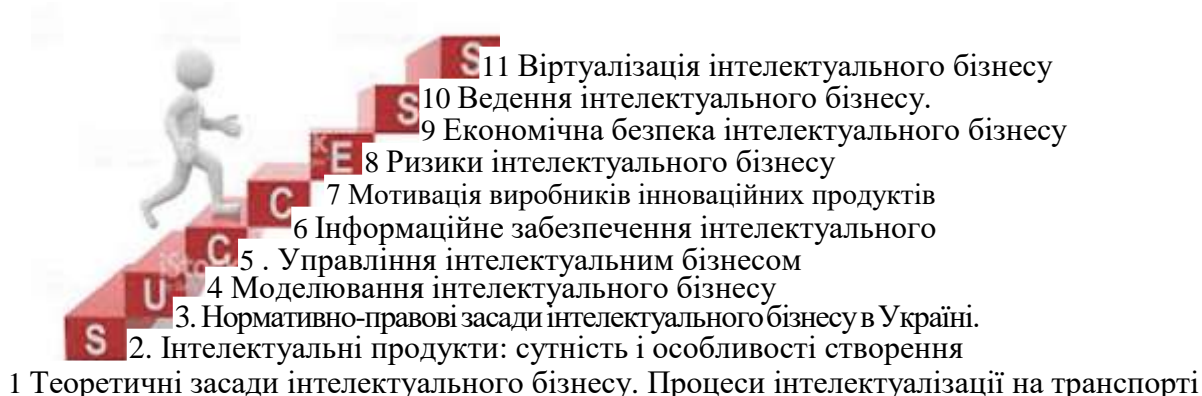 S 11 Віртуалізація інтелектуального бізнесу
S 10 Ведення інтелектуального бізнесу.
9 Економічна безпека інтелектуального бізнесу
E 8 Ризики інтелектуального бізнесу
C 7 Мотивація виробників інноваційних продуктів
6 Інформаційне забезпечення інтелектуального
C 5 . Управління інтелектуальним бізнесом
U 4 Моделювання інтелектуального бізнесу
3. Нормативно-правові засади інтелектуального бізнесу в Україні.
S 2. Інтелектуальні продукти: сутність і особливості створення
1 Теоретичні засади інтелектуального бізнесу. Процеси інтелектуалізації на транспорті